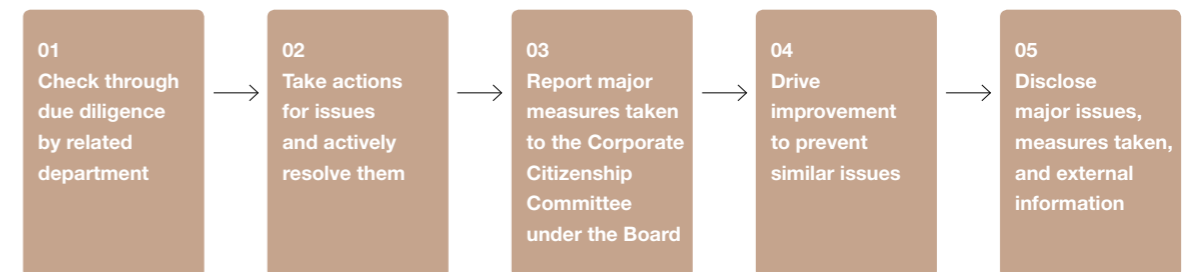 01
Check through
due diligence
by related
department
02
Take actions
for issues
and actively
resolve them
03
Report major
measures taken
to the Corporate
Citizenship
Committee
under the Board
04
Drive
improvement
to prevent
similar issues
05
Disclose
major issues,
measures taken,
and external
information